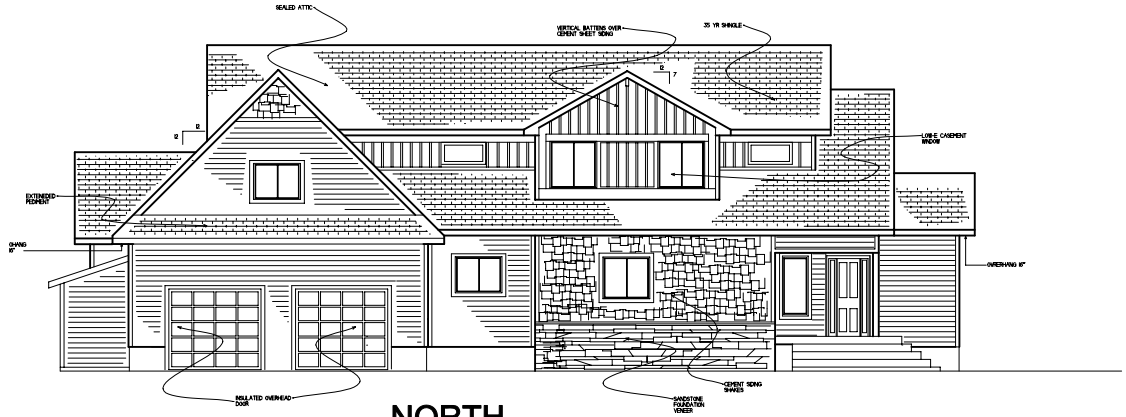 SEALED ATTIC
VERTICAL BATTENS OVER
CEMENT SHEET SIDING
35 YR SHINGLE
12
7
12
12
LOW-E CASEMENT
WINDOW
EXTENEDED
PEDIMENT
OHANG
16"
OVERHANG 16"
INSULATED OVERHEAD
DOOR
CEMENT SIDING
SHAKES
SANDSTONE
FOUNDATION
VENEER
NORTH